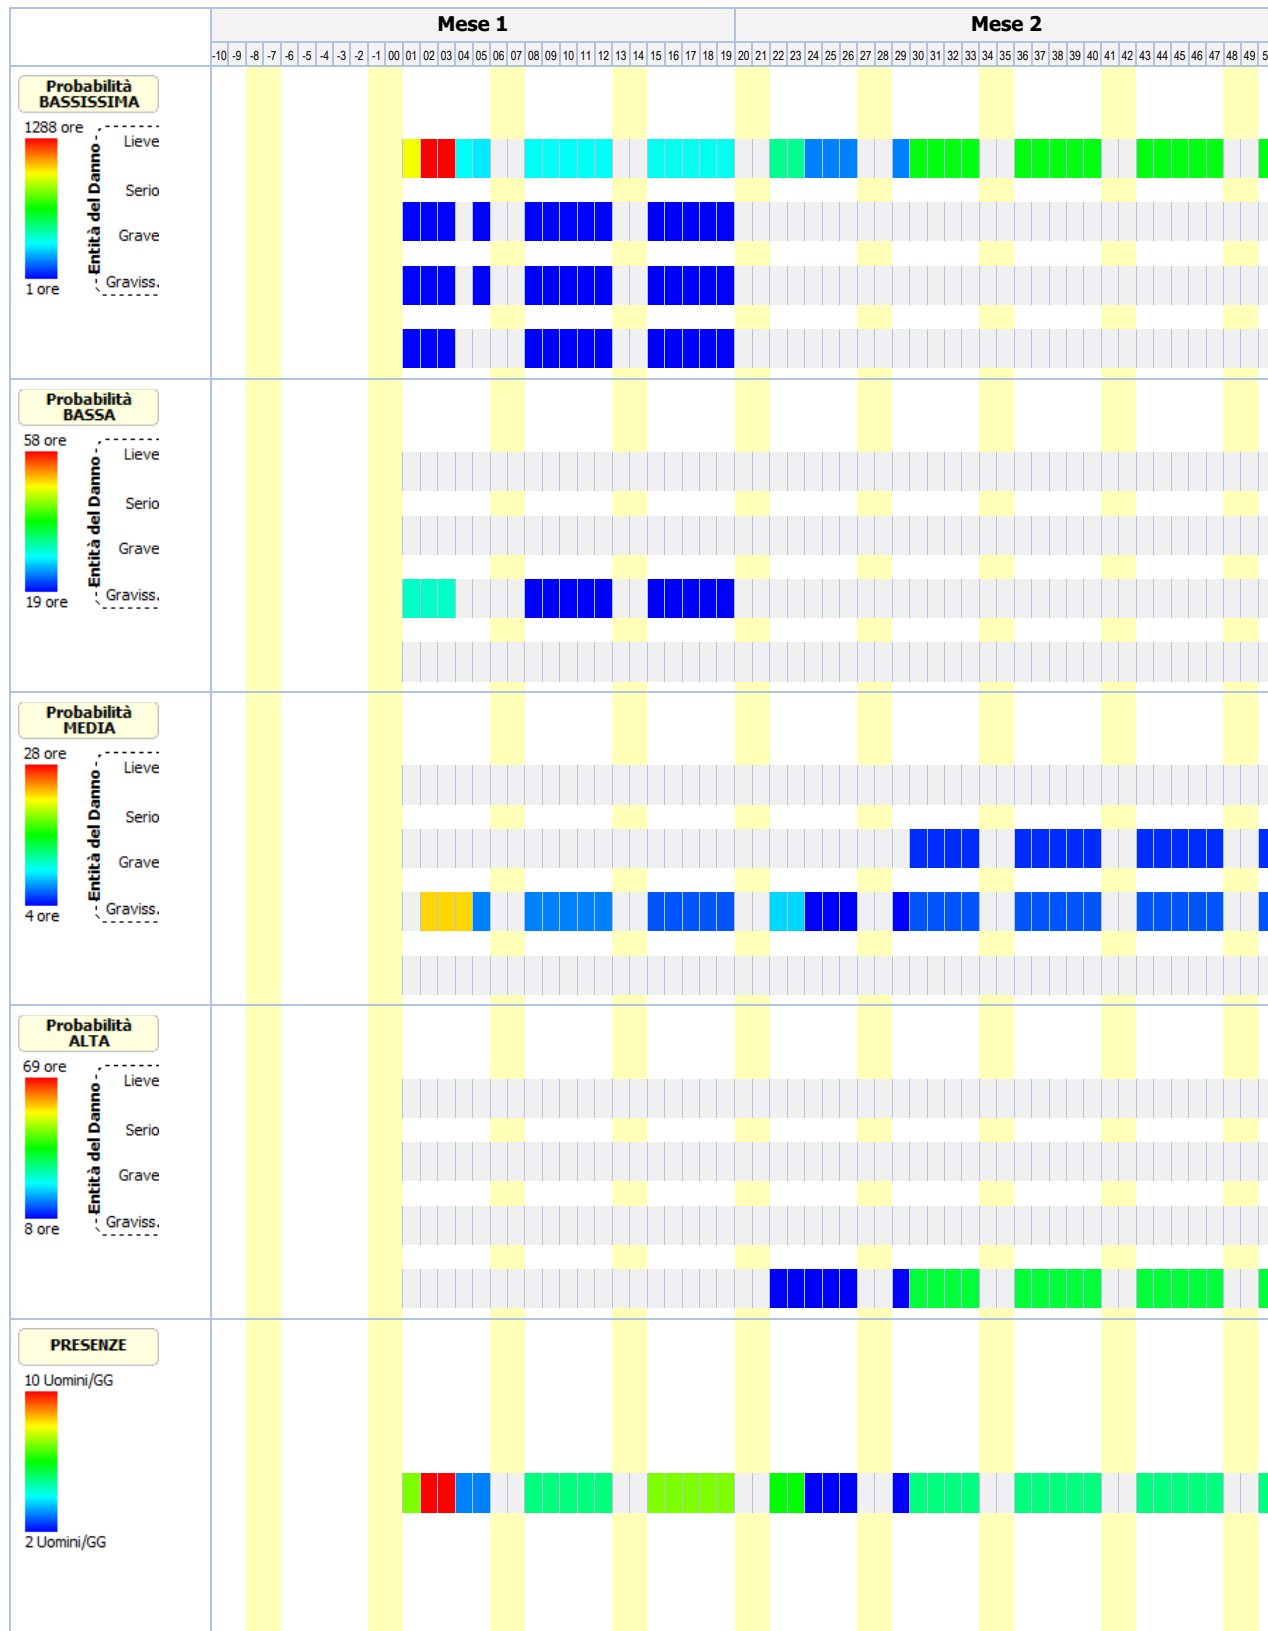 Mese 1 Mese 2
-10 -9 -8 -7 -6 -5 -4 -3 -2 -1 00 01 02 03 04 05 06 07 08 09 10 11 12 13 14 15 16 17 18 19 20 21 22 23 24 25 26 27 28 29 30 31 32 33 34 35 36 37 38 39 40 41 42 43 44 45 46 47 48 49 5
Probabilità
BASSISSIMA
1288 ore
Lieve
Serio
Grave
Graviss.
Entità del Danno
1 ore
Probabilità
BASSA
58 ore
Lieve
Serio
Grave
Graviss.
Entità del Danno
19 ore
Probabilità
MEDIA
28 ore
Lieve
Serio
Grave
Graviss.
Entità del Danno
4 ore
Probabilità
ALTA
69 ore
Lieve
Serio
Grave
Graviss.
Entità del Danno
8 ore
PRESENZE
10 Uomini/GG
2 Uomini/GG